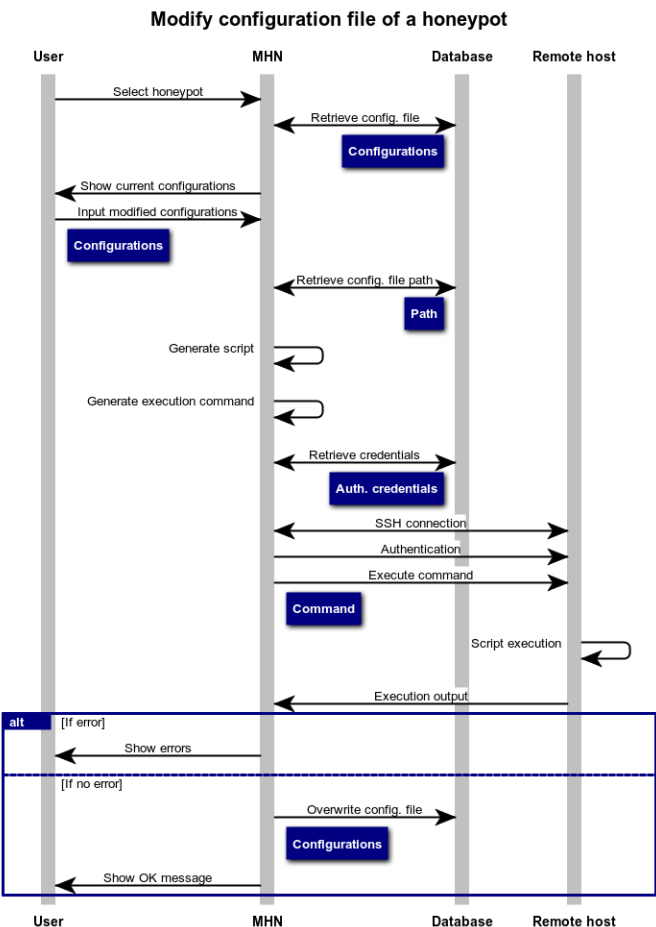 Modify configuration file of a honeypot
User MHN Database Remote host
Select honeypot
Retrieve config. file
Configurations
Show current configurations
Input modified configurations
Configurations
Retrieve config. file path
Path
Generate script
Generate execution command
Retrieve credentials
Auth. credentials
SSH connection
Authentication
Execute command
Command
Script execution
Execution output
alt [If error]
Show errors
[If no error]
Overwrite config. file
Configurations
Show OK message
User MHN Database Remote host